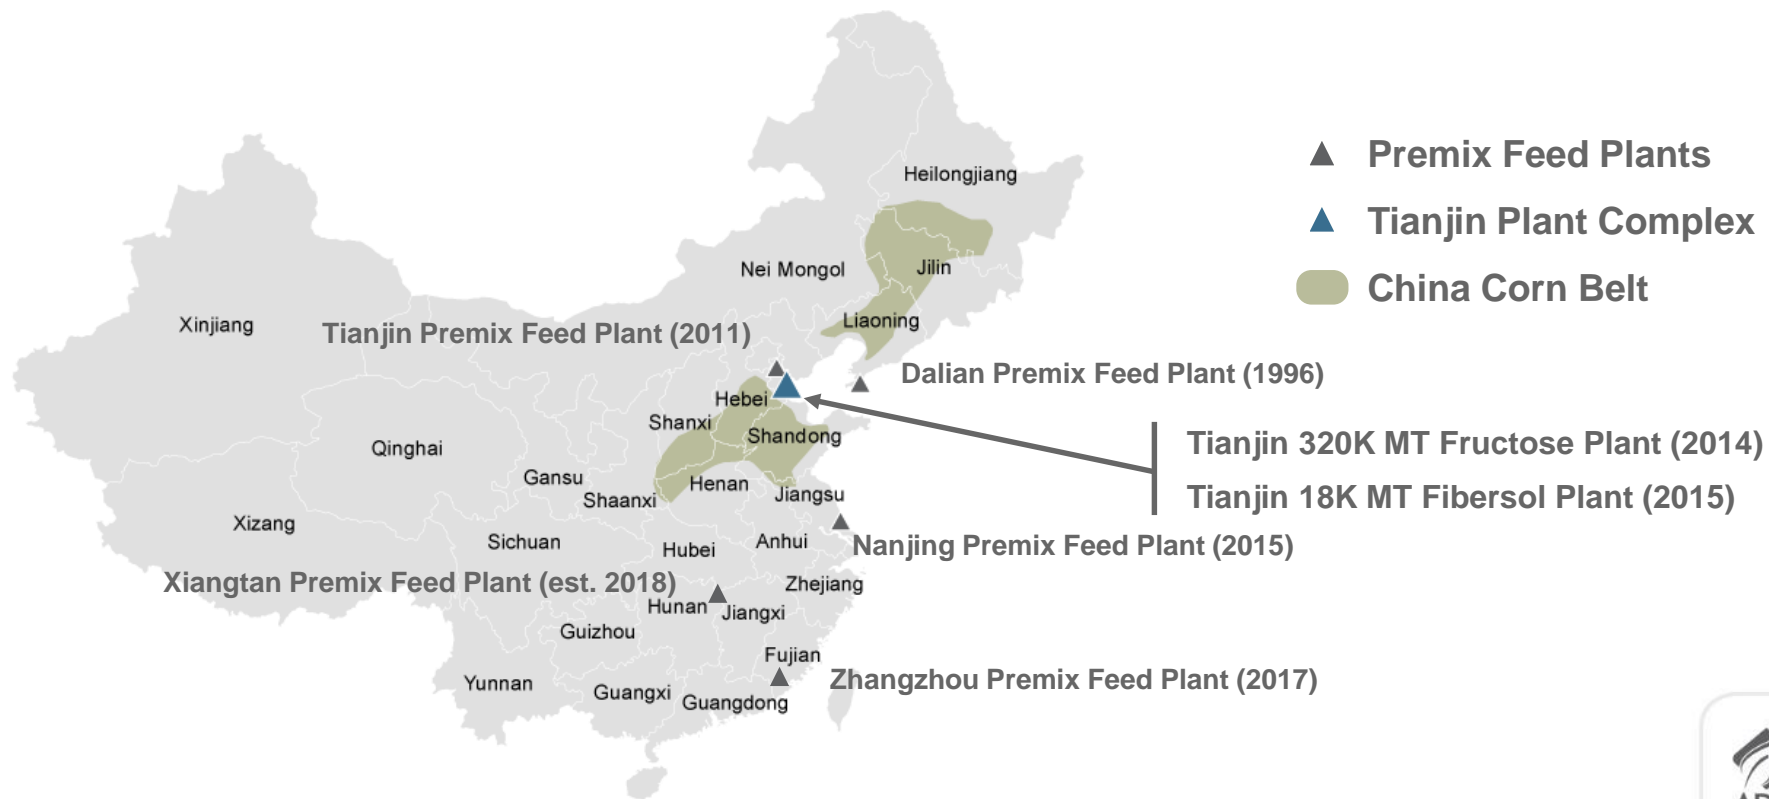 Heilongjiang
Premix Feed Plants
Tianjin Plant Complex
Nei Mongol
Jilin
China Corn Belt
Xinjiang
Liaoning
Tianjin Premix Feed Plant (2011)
Dalian Premix Feed Plant (1996)
Hebei
Shanxi
Shandong
Qinghai
Tianjin 320K MT Fructose Plant (2014)
Gansu
Henan
Shaanxi
Jiangsu
Tianjin 18K MT Fibersol Plant (2015)
Xizang
Sichuan
Hubei
Anhui
Nanjing Premix Feed Plant (2015)
Xiangtan Premix Feed Plant (est. 2018)
Zhejiang
Hunan
Jiangxi
Guizhou
Fujian
Zhangzhou Premix Feed Plant (2017)
Yunnan
Guangxi
Guangdong